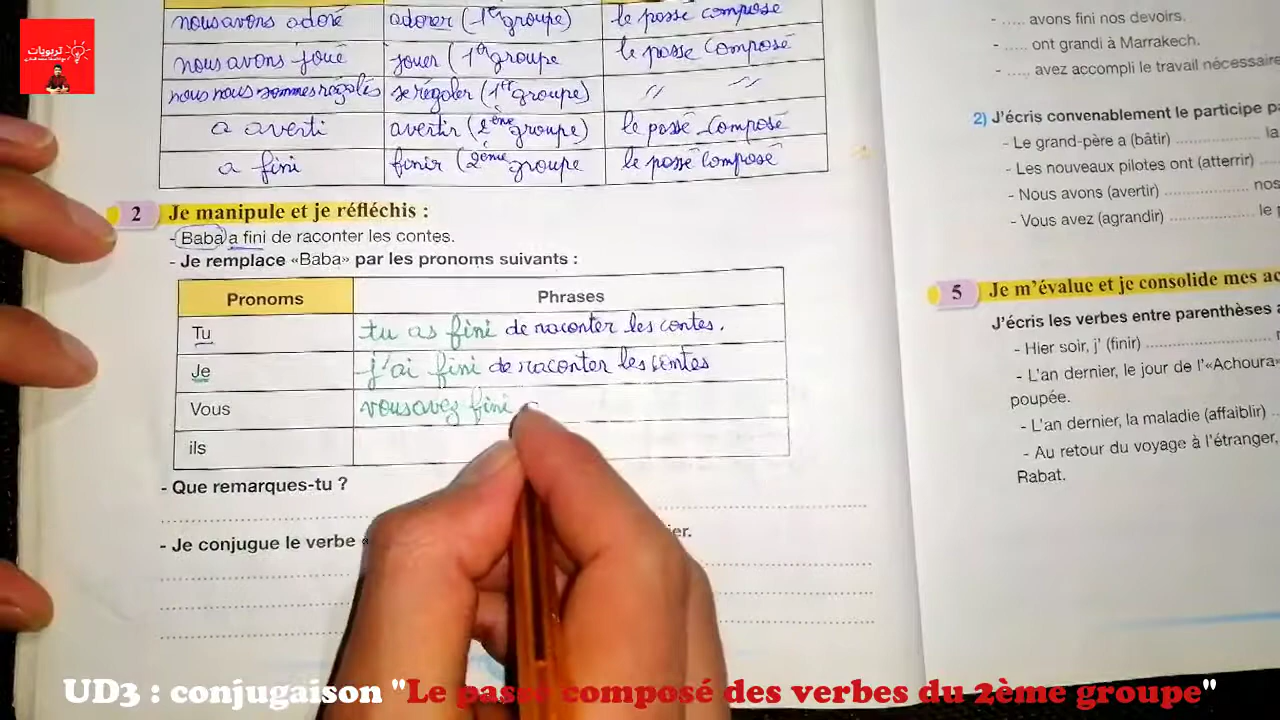 تربويات
nous avons adoré adorer (1er groupe) le passé composé
nous avons joué jouer (1er groupe le passé composé
nous nous sommes régalés se régaler (1er groupe) // //
a averti avertir (2ème groupe) le passé composé
a fini finir (2ème groupe le passé composé
2 Je manipule et je réfléchis :
- Baba a fini de raconter les contes.
- Je remplace «Baba» par les pronoms suivants :
Pronoms Phrases
Tu tu as fini de raconter les contes.
Je j'ai fini de raconter les contes
Vous vous avez fini
ils
- Que remarques-tu ?
- Je conjugue le verbe «
er.
- ..... avons fini nos devoirs.
- ..... ont grandi à Marrakech.
- ..... avez accompli le travail nécessaire
2) J'écris convenablement le participe
- Le grand-père a (bâtir) .................. la
- Les nouveaux pilotes ont (atterrir)
- Nous avons (avertir) .................. nos
- Vous avez (agrandir) .................. le
5 Je m'évalue et je consolide mes
J'écris les verbes entre parenthèses
- Hier soir, j' (finir) ..................
- L'an dernier, le jour de l'«Achoura»
poupée.
- L'an dernier, la maladie (affaiblir)
- Au retour du voyage à l'étranger,
Rabat.
UD3 : conjugaison "Le passé composé des verbes du 2ème groupe"